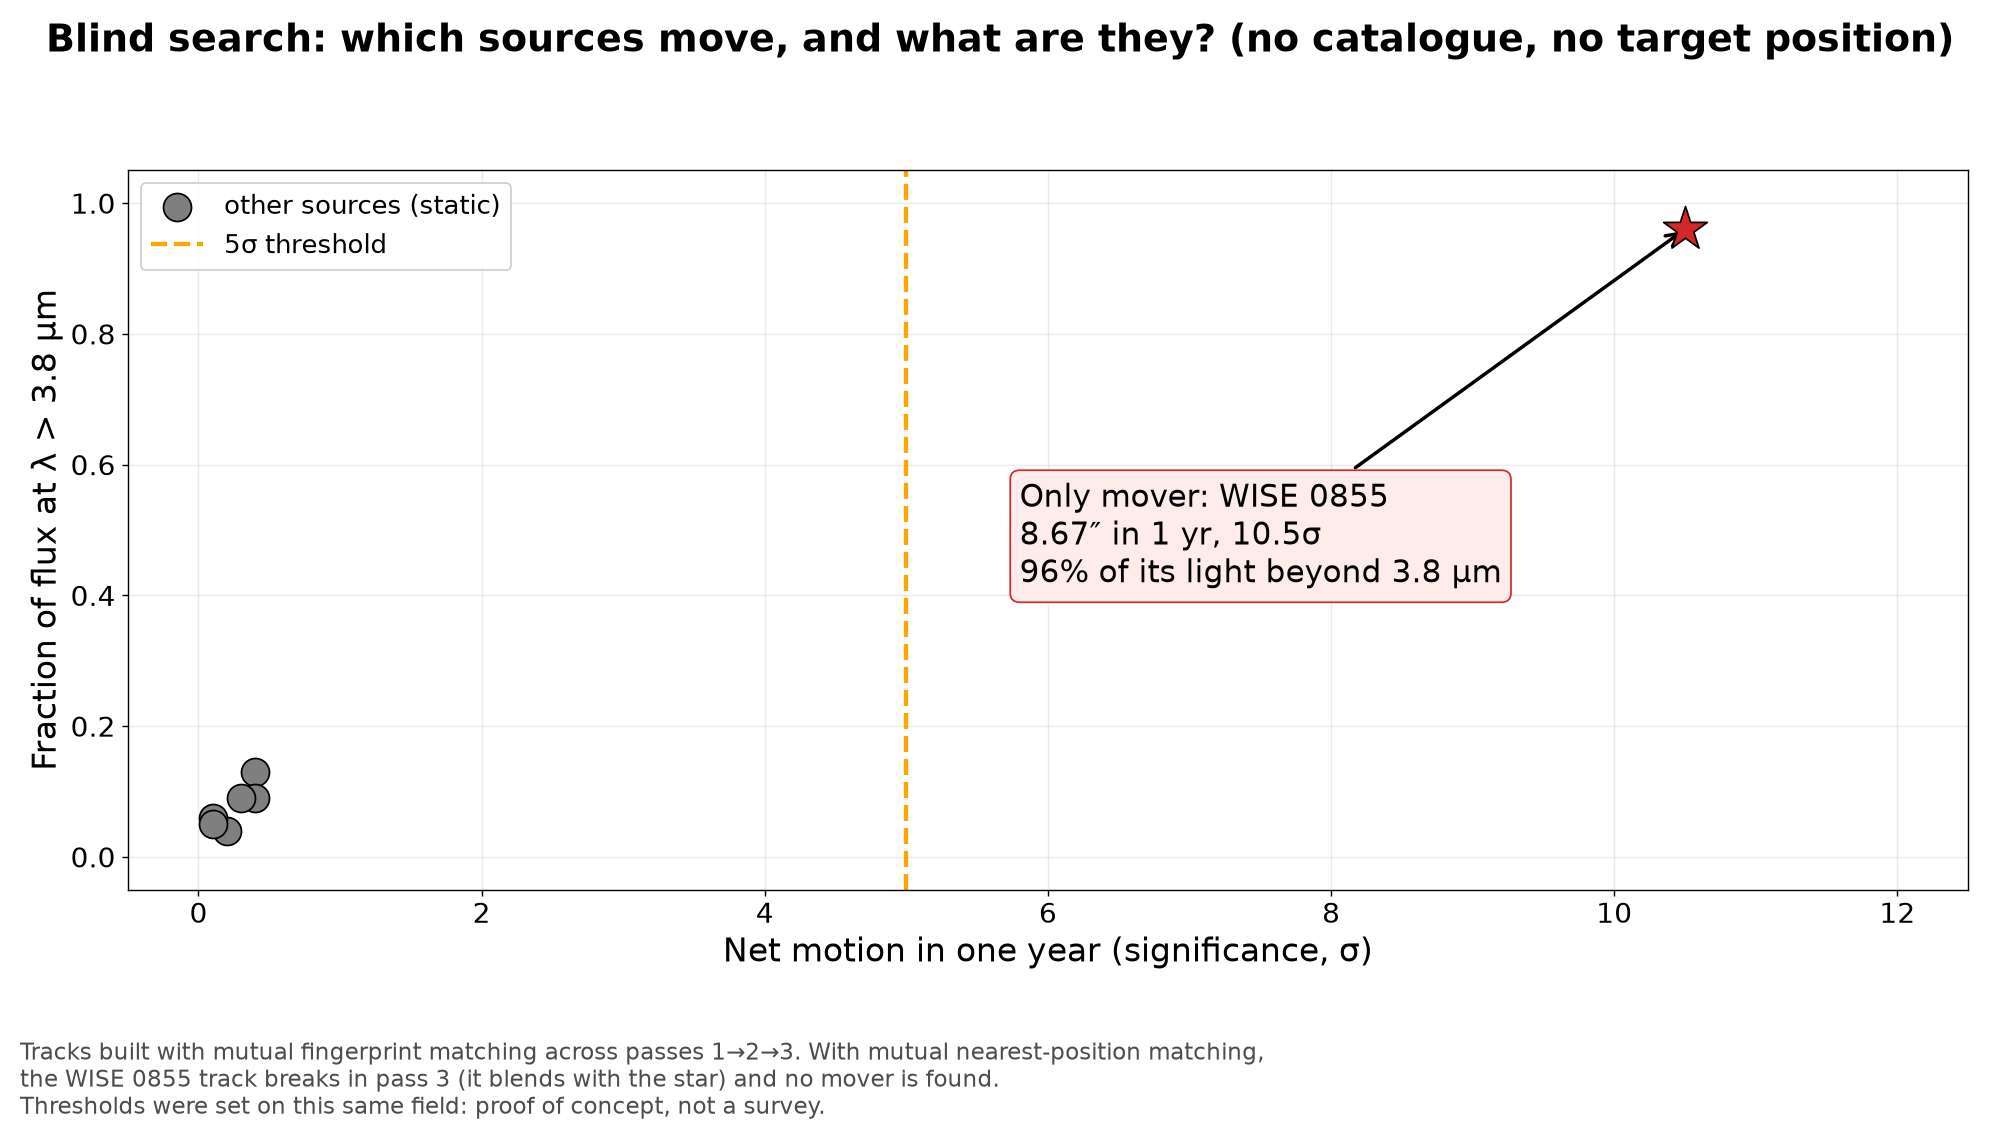 Blind search: which sources move, and what are they? (no catalogue, no target position)
other sources (static)
5σ threshold
Fraction of flux at λ > 3.8 μm
1.0
0.8
0.6
0.4
0.2
0.0
Only mover: WISE 0855
8.67″ in 1 yr, 10.5σ
96% of its light beyond 3.8 μm
0 2 4 6 8 10 12
Net motion in one year (significance, σ)
Tracks built with mutual fingerprint matching across passes 1→2→3. With mutual nearest-position matching,
the WISE 0855 track breaks in pass 3 (it blends with the star) and no mover is found.
Thresholds were set on this same field: proof of concept, not a survey.